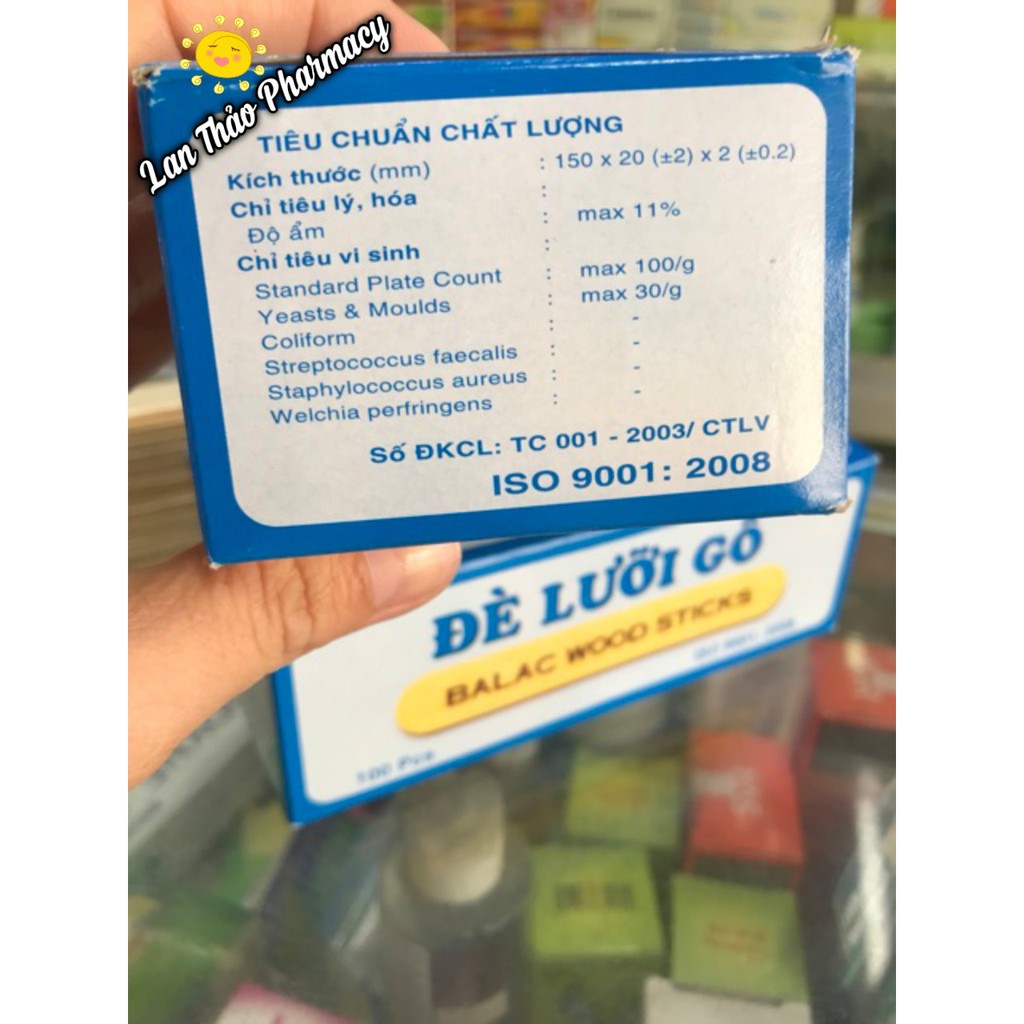 Lan Thảo Pharmacy
TIÊU CHUẨN CHẤT LƯỢNG
Kích thước (mm) : 150 x 20 (±2) x 2 (±0.2)
Chỉ tiêu lý, hóa :
Độ ẩm : max 11%
Chỉ tiêu vi sinh :
Standard Plate Count : max 100/g
Yeasts & Moulds : max 30/g
Coliform : -
Streptococcus faecalis : -
Staphylococcus aureus : -
Welchia perfringens :
Số ĐKCL: TC 001 - 2003/ CTLV
ISO 9001: 2008
ĐÈ LƯỠI GỖ
BALAC WOOD STICKS
ISO 9001: 2008
100 Pcs